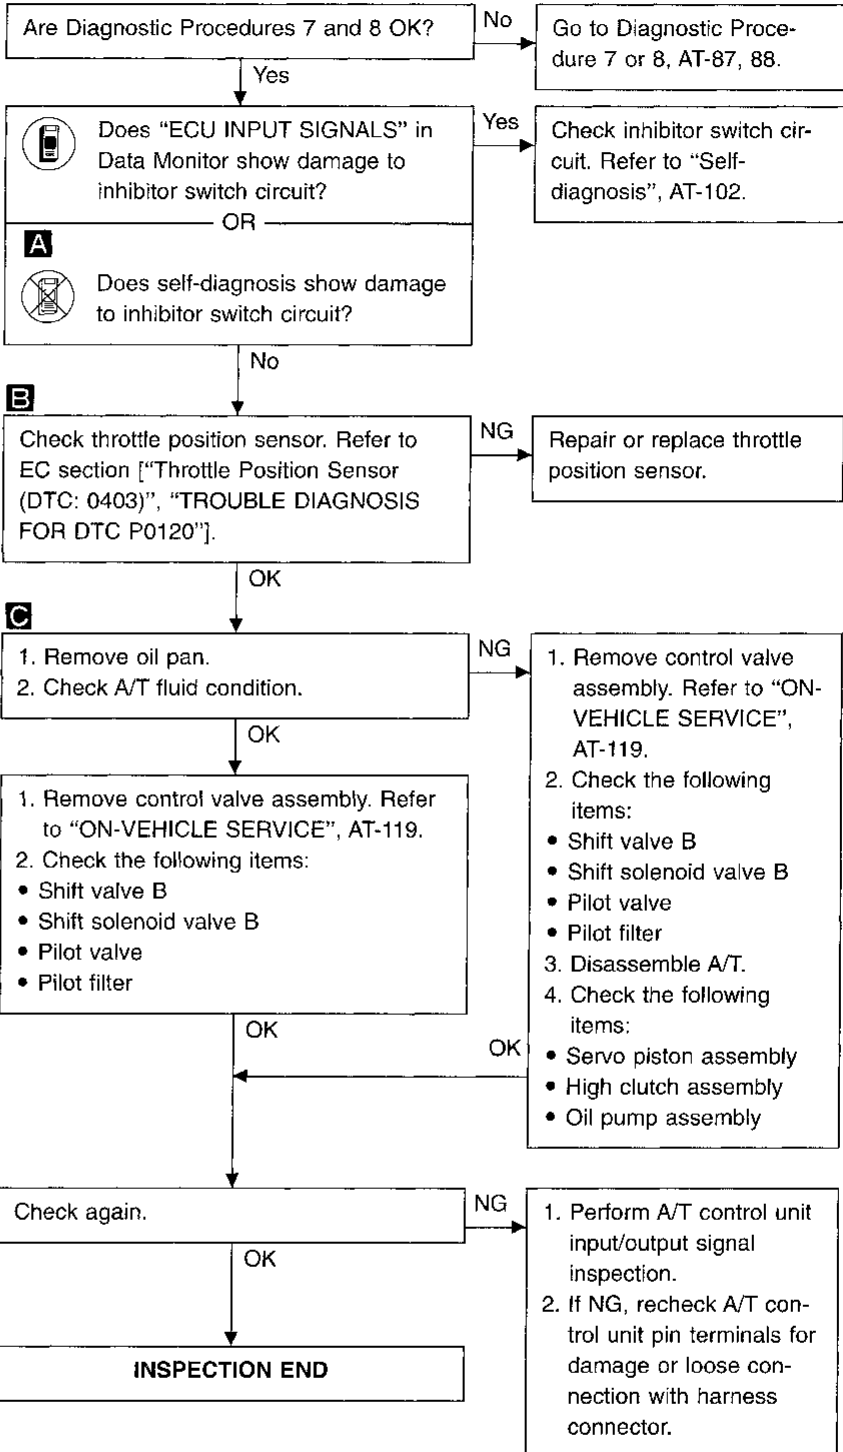 Are Diagnostic Procedures 7 and 8 OK?
No
Go to Diagnostic Proce-
dure 7 or 8, AT-87, 88.
Yes
Does “ECU INPUT SIGNALS” in
Data Monitor show damage to
inhibitor switch circuit?
Yes
Check inhibitor switch cir-
cuit. Refer to “Self-
diagnosis”, AT-102.
OR
A
Does self-diagnosis show damage
to inhibitor switch circuit?
No
B
Check throttle position sensor. Refer to
EC section [“Throttle Position Sensor
(DTC: 0403)”, “TROUBLE DIAGNOSIS
FOR DTC P0120”].
NG
Repair or replace throttle
position sensor.
OK
C
1. Remove oil pan.
2. Check A/T fluid condition.
NG
1. Remove control valve
assembly. Refer to “ON-
VEHICLE SERVICE”,
AT-119.
2. Check the following
items:
• Shift valve B
• Shift solenoid valve B
• Pilot valve
• Pilot filter
3. Disassemble A/T.
4. Check the following
items:
• Servo piston assembly
• High clutch assembly
• Oil pump assembly
OK
1. Remove control valve assembly. Refer
to “ON-VEHICLE SERVICE”, AT-119.
2. Check the following items:
• Shift valve B
• Shift solenoid valve B
• Pilot valve
• Pilot filter
OK
OK
Check again.
NG
1. Perform A/T control unit
input/output signal
inspection.
2. If NG, recheck A/T con-
trol unit pin terminals for
damage or loose con-
nection with harness
connector.
OK
INSPECTION END